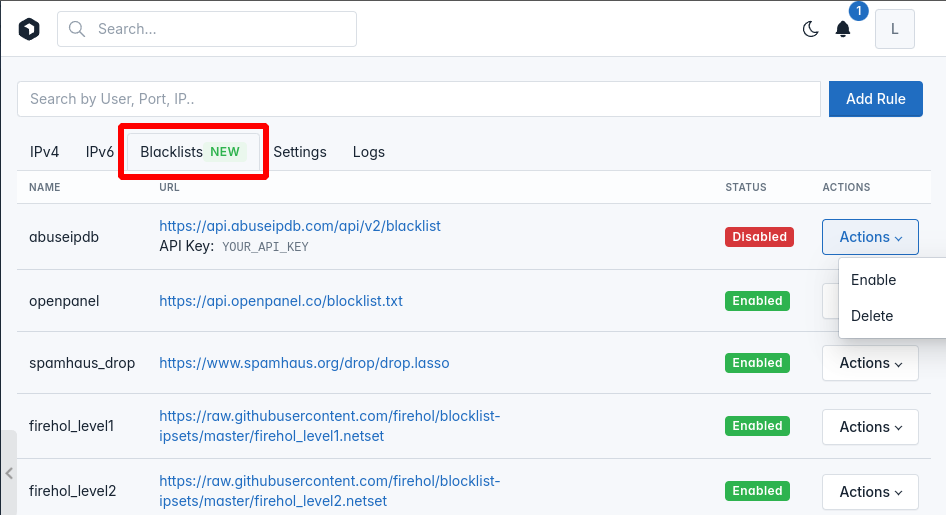 Search...
1
L
Search by User, Port, IP..
Add Rule
IPv4 IPv6 Blacklists NEW Settings Logs
NAME URL STATUS ACTIONS
abuseipdb https://api.abuseipdb.com/api/v2/blacklist Disabled Actions
API Key: YOUR_API_KEY
Enable
Delete
openpanel https://api.openpanel.co/blocklist.txt Enabled
spamhaus_drop https://www.spamhaus.org/drop/drop.lasso Enabled Actions
firehol_level1 https://raw.githubusercontent.com/firehol/blocklist- Enabled Actions
ipsets/master/firehol_level1.netset
firehol_level2 https://raw.githubusercontent.com/firehol/blocklist- Enabled Actions
ipsets/master/firehol_level2.netset